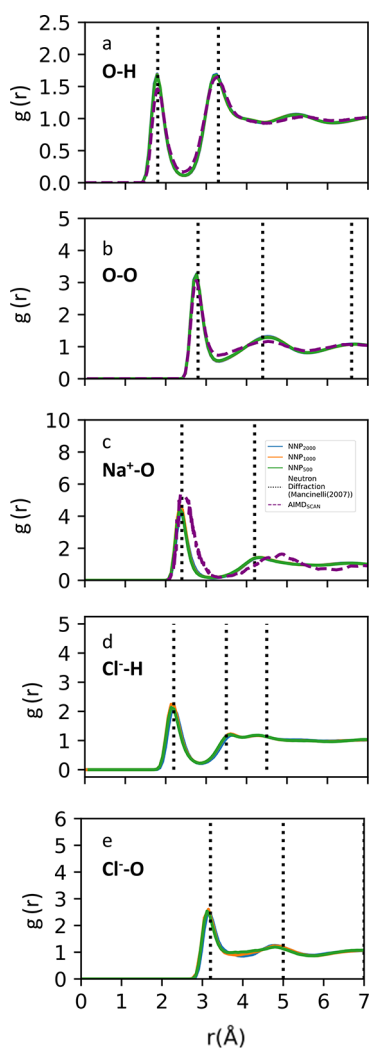 2.5
a
2.0
O-H
1.5
g (r)
1.0
0.5
0.0
5
b
4
O-O
3
g (r)
2
1
0
10
c
8
Na⁺-O
NNP₂₀₀₀
NNP₁₀₀₀
NNP₅₀₀
Neutron
Diffraction
(Mancinelli(2007))
AIMD_SCAN
6
g (r)
4
2
0
5
d
4
Cl⁻-H
3
g (r)
2
1
0
6
e
5
Cl⁻-O
4
g (r)
3
2
1
0
0 1 2 3 4 5 6 7
r(Å)